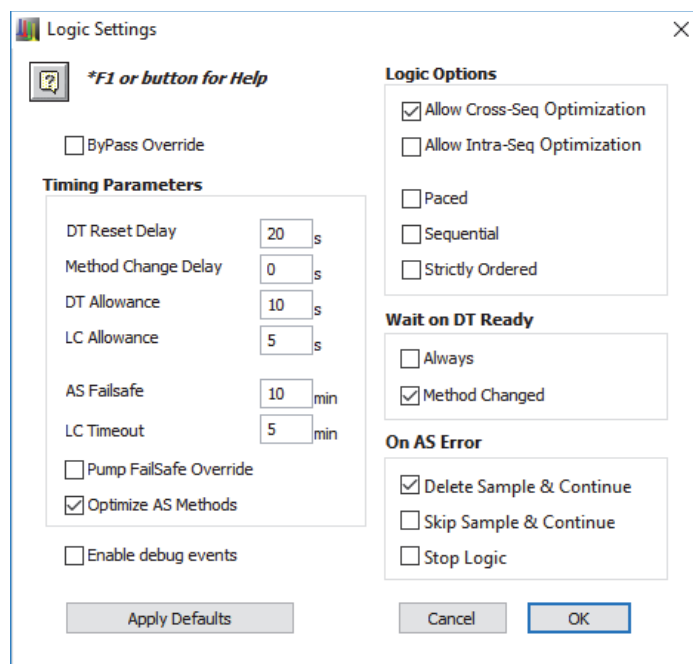 Logic Settings
*F1 or button for Help
ByPass Override
Timing Parameters
DT Reset Delay 20 s
Method Change Delay 0 s
DT Allowance 10 s
LC Allowance 5 s
AS Failsafe 10 min
LC Timeout 5 min
Pump FailSafe Override
Optimize AS Methods
Enable debug events
Apply Defaults
Logic Options
Allow Cross-Seq Optimization
Allow Intra-Seq Optimization
Paced
Sequential
Strictly Ordered
Wait on DT Ready
Always
Method Changed
On AS Error
Delete Sample & Continue
Skip Sample & Continue
Stop Logic
Cancel
OK